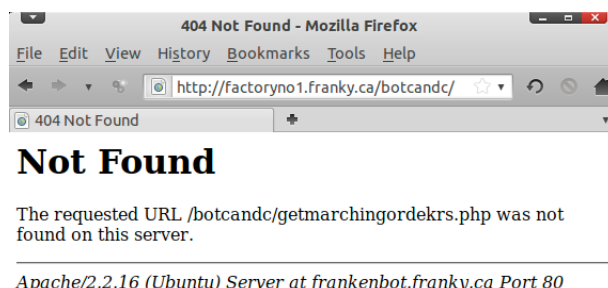 404 Not Found - Mozilla Firefox
File Edit View History Bookmarks Tools Help
http://factoryno1.franky.ca/botcandc/
404 Not Found
Not Found
The requested URL /botcandc/getmarchingordekrs.php was not
found on this server.
Apache/2.2.16 (Ubuntu) Server at frankenbot.franky.ca Port 80